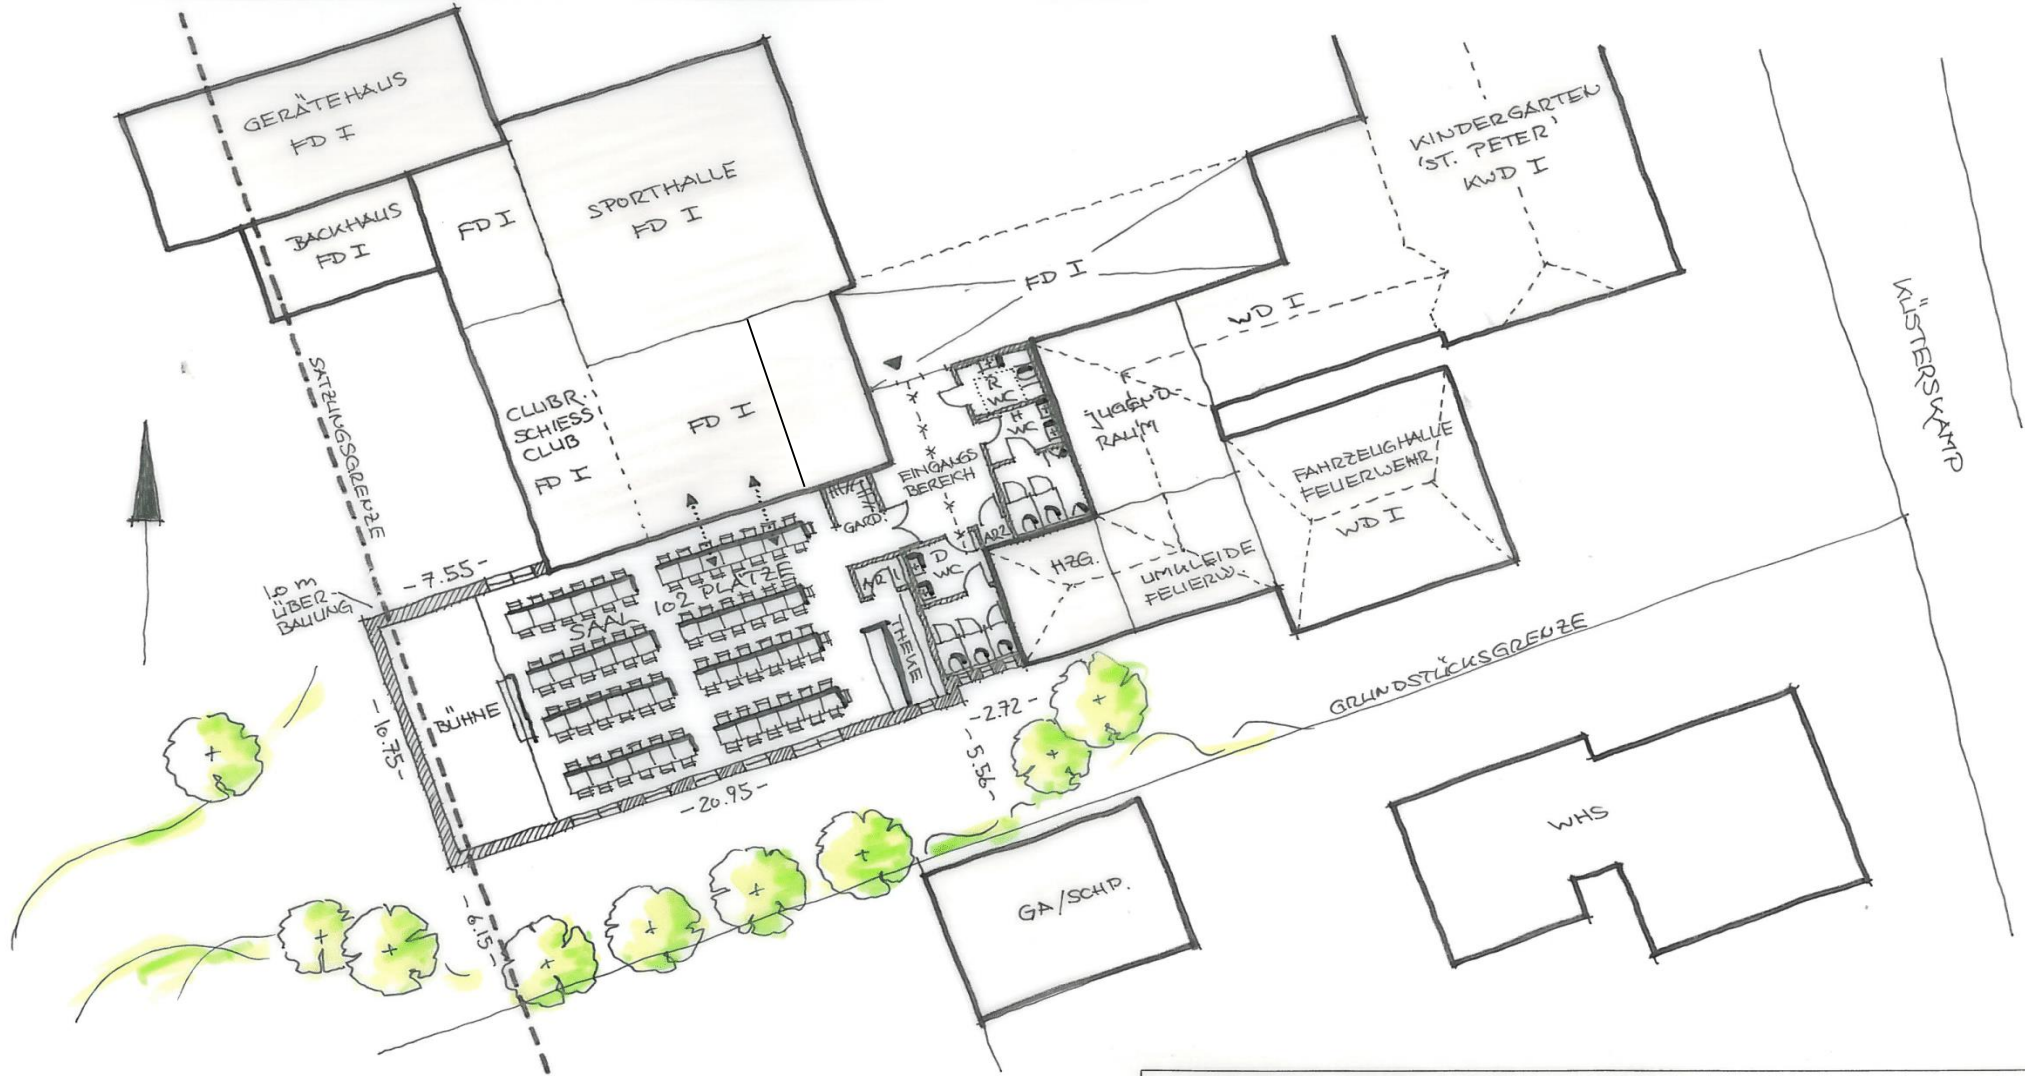 GERÄTEHAUS
FD I
BACKHAUS
FD I
FD I
SPORTHALLE
FD I
KINDERGARTEN
'ST. PETER'
KWD I
FD I
WD I
KÜSTERSKAMP
SATZUNGSGRENZE
CLUBR.
SCHIESS
CLUB
FD I
FD I
R
WC
H
WC
EINGANGS
BEREICH
JUGEND
RAUM
FAHRZEUGHALLE
FEUERWEHR
WD I
GARD.
AR2
D
WC
AR1
HZG.
UMKLEIDE
FEUERW.
1.0 m
ÜBER-
BAUUNG
-7.55-
102 PLÄTZE
SAAL
THEKE
BÜHNE
-10.75-
-20.95-
-2.72-
-5.56-
-6.15-
GRUNDSTÜCKSGRENZE
GA/SCHP.
WHS